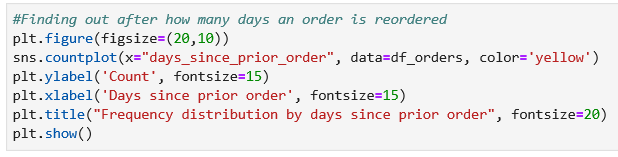 #Finding out after how many days an order is reordered
plt.figure(figsize=(20,10))
sns.countplot(x="days_since_prior_order", data=df_orders, color='yellow')
plt.ylabel('Count', fontsize=15)
plt.xlabel('Days since prior order', fontsize=15)
plt.title("Frequency distribution by days since prior order", fontsize=20)
plt.show()